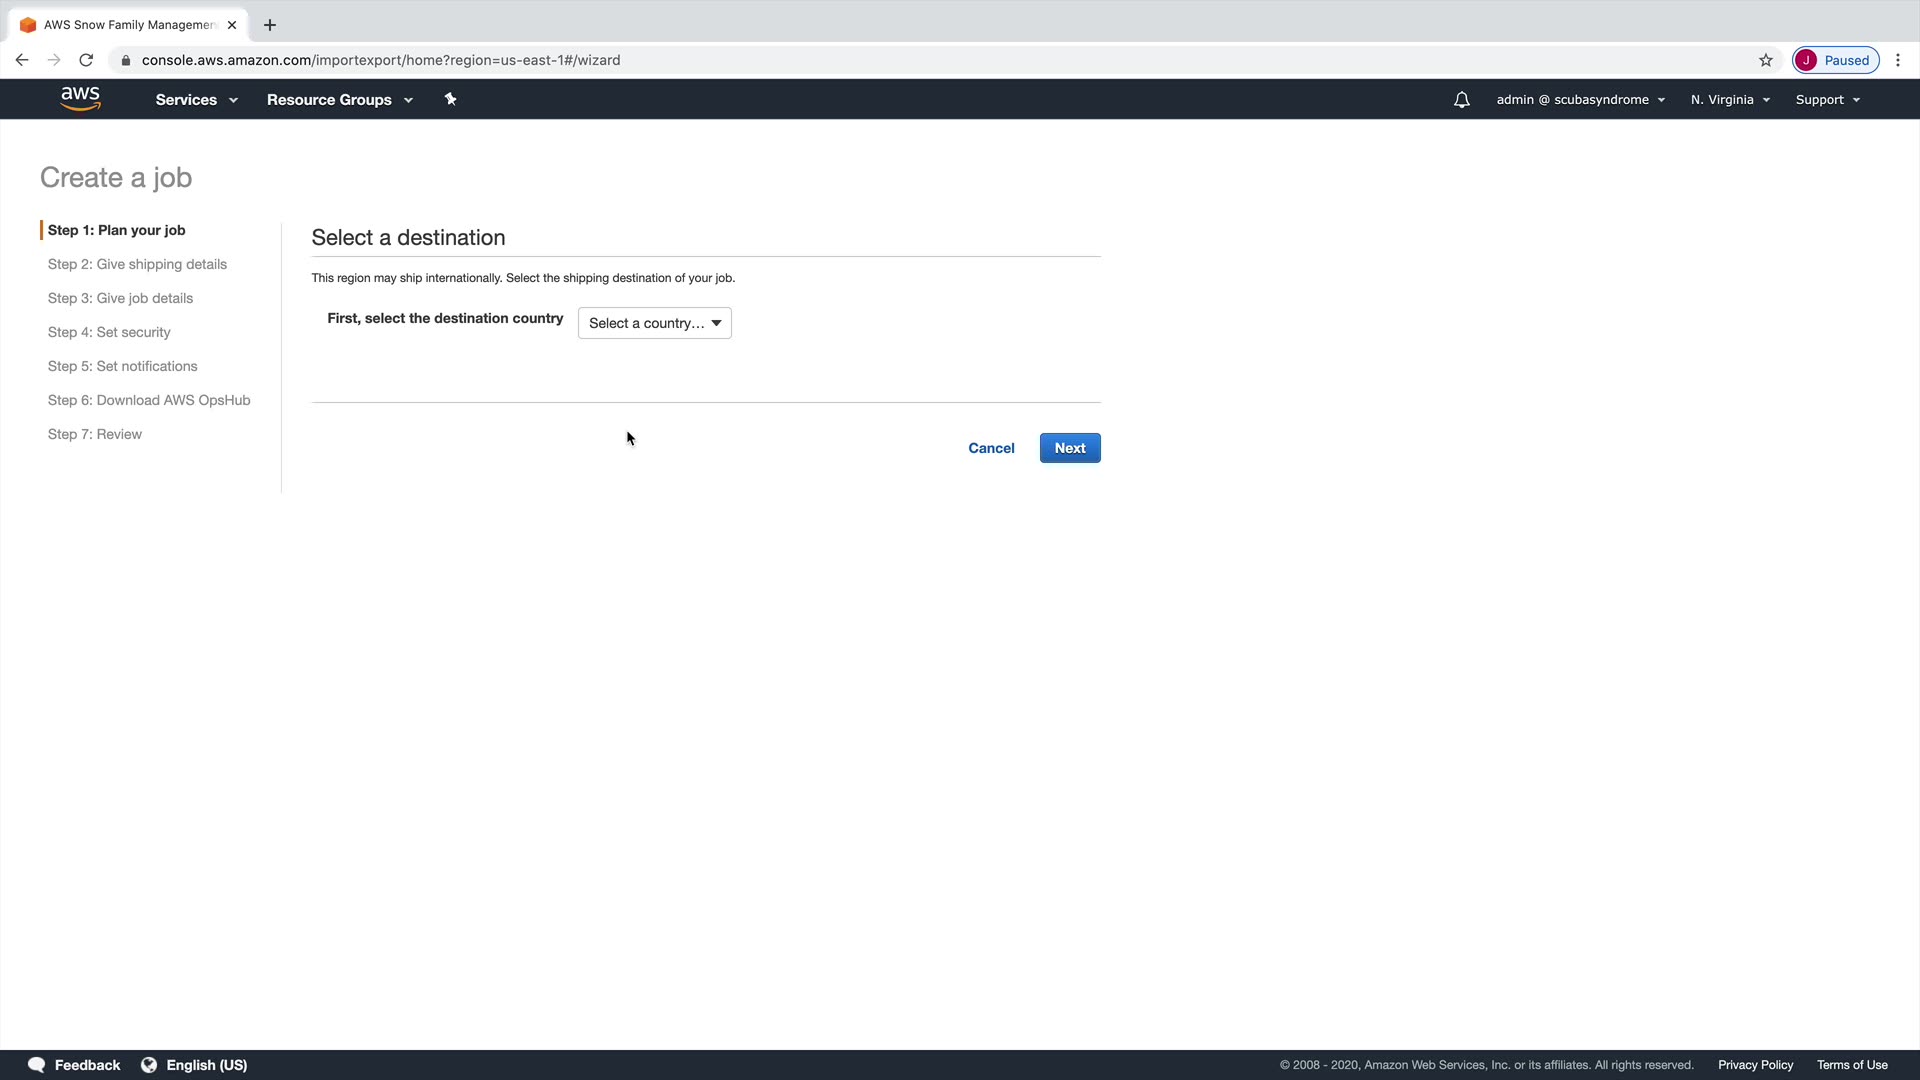 AWS Snow Family Managemen
console.aws.amazon.com/importexport/home?region=us-east-1#/wizard
J Paused
aws Services Resource Groups admin @ scubasyndrome N. Virginia Support
Create a job
Step 1: Plan your job
Step 2: Give shipping details
Step 3: Give job details
Step 4: Set security
Step 5: Set notifications
Step 6: Download AWS OpsHub
Step 7: Review
Select a destination
This region may ship internationally. Select the shipping destination of your job.
First, select the destination country Select a country...
Cancel Next
Feedback English (US) © 2008 - 2020, Amazon Web Services, Inc. or its affiliates. All rights reserved. Privacy Policy Terms of Use